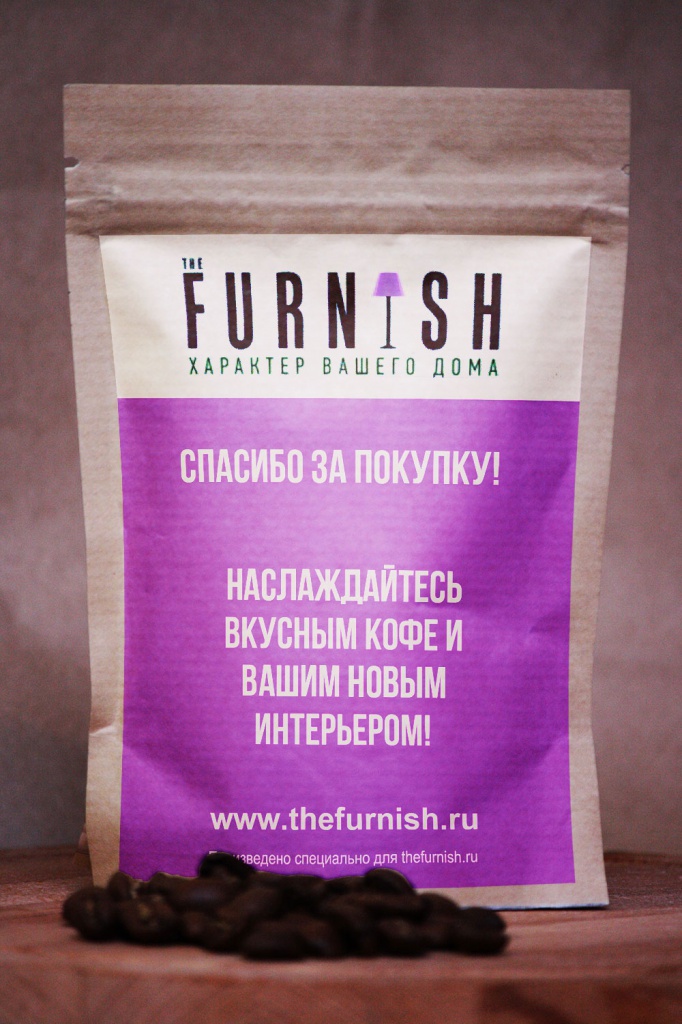 THE
FURNISH
ХАРАКТЕР ВАШЕГО ДОМА
СПАСИБО ЗА ПОКУПКУ!
НАСЛАЖДАЙТЕСЬ
ВКУСНЫМ КОФЕ И
ВАШИМ НОВЫМ
ИНТЕРЬЕРОМ!
www.thefurnish.ru
Произведено специально для thefurnish.ru